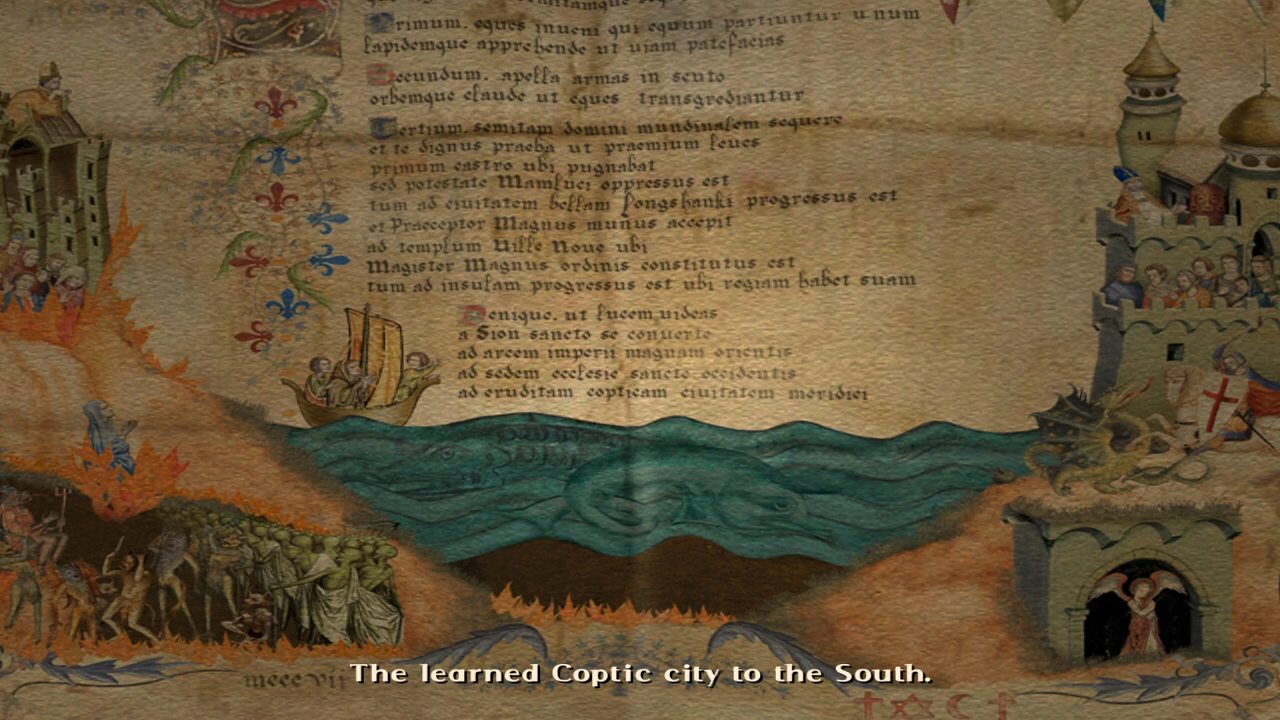 Primum, eques inueni qui equum partiuntur unum
lapidemque apprehende ut uiam patefacias
Secundum, apella armas in scuto
orbemque claude ut eques transgrediantur
Tertium, semitam domini mundinalem sequere
et te dignus praeba ut praemium leues
primum castro ubi pugnabat
sed potestate Mamluci oppressus est
tum ad ciuitatem bellam Longshanki progressus est
et Praeceptor Magnus munus accepit
ad templum Uille Noue ubi
Magister Magnus ordinis constitutus est
tum ad insulam progressus est ubi regiam habet suam
Denique, ut lucem uideas
a Sion sancto se conuerte
ad arcem imperii magnam orientis
ad sedem ecclesie sancte occidentis
ad eruditam copticam ciuitatem meridiei
The learned Coptic city to the South.
mccc vii